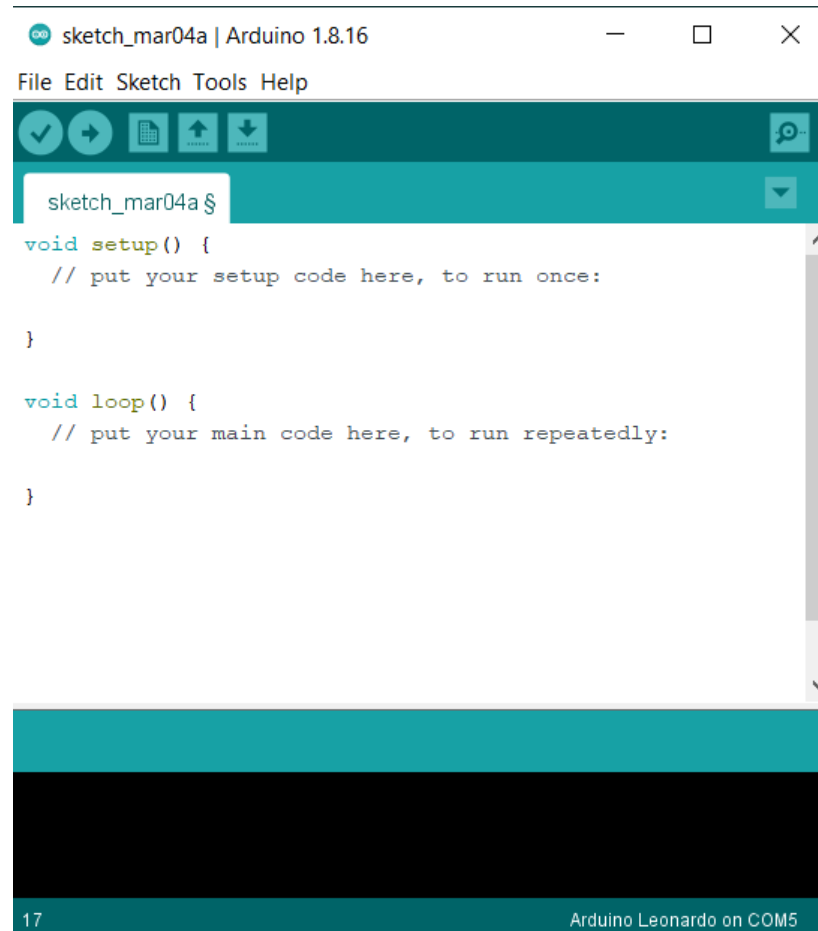 sketch_mar04a | Arduino 1.8.16
File Edit Sketch Tools Help
sketch_mar04a §
void setup() {
  // put your setup code here, to run once:
}
void loop() {
  // put your main code here, to run repeatedly:
}
17 Arduino Leonardo on COM5